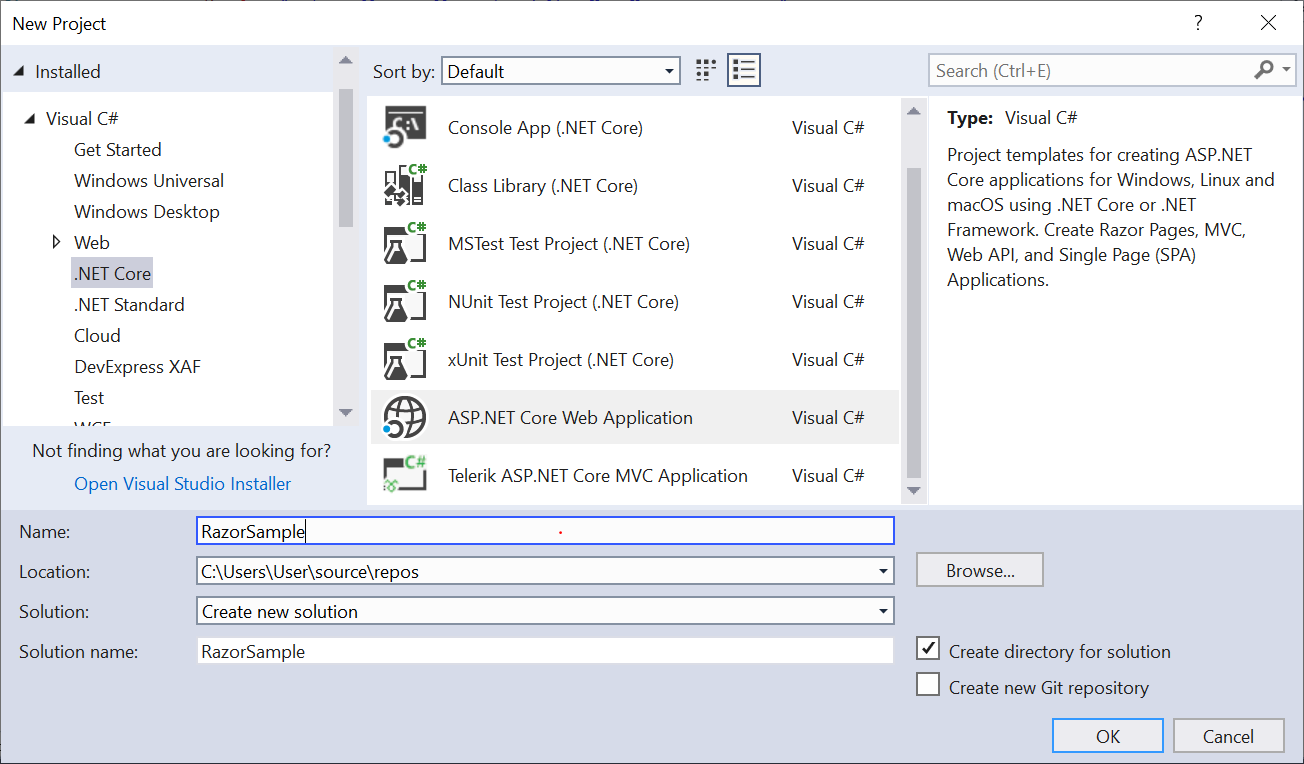 New Project
?
Installed
Visual C#
Get Started
Windows Universal
Windows Desktop
Web
.NET Core
.NET Standard
Cloud
DevExpress XAF
Test
Not finding what you are looking for?
Open Visual Studio Installer
Sort by: Default
Console App (.NET Core) Visual C#
Class Library (.NET Core) Visual C#
MSTest Test Project (.NET Core) Visual C#
NUnit Test Project (.NET Core) Visual C#
xUnit Test Project (.NET Core) Visual C#
ASP.NET Core Web Application Visual C#
Telerik ASP.NET Core MVC Application Visual C#
Search (Ctrl+E)
Type: Visual C#
Project templates for creating ASP.NET
Core applications for Windows, Linux and
macOS using .NET Core or .NET
Framework. Create Razor Pages, MVC,
Web API, and Single Page (SPA)
Applications.
Name: RazorSample
Location: C:\Users\User\source\repos Browse...
Solution: Create new solution
Solution name: RazorSample
Create directory for solution
Create new Git repository
OK Cancel